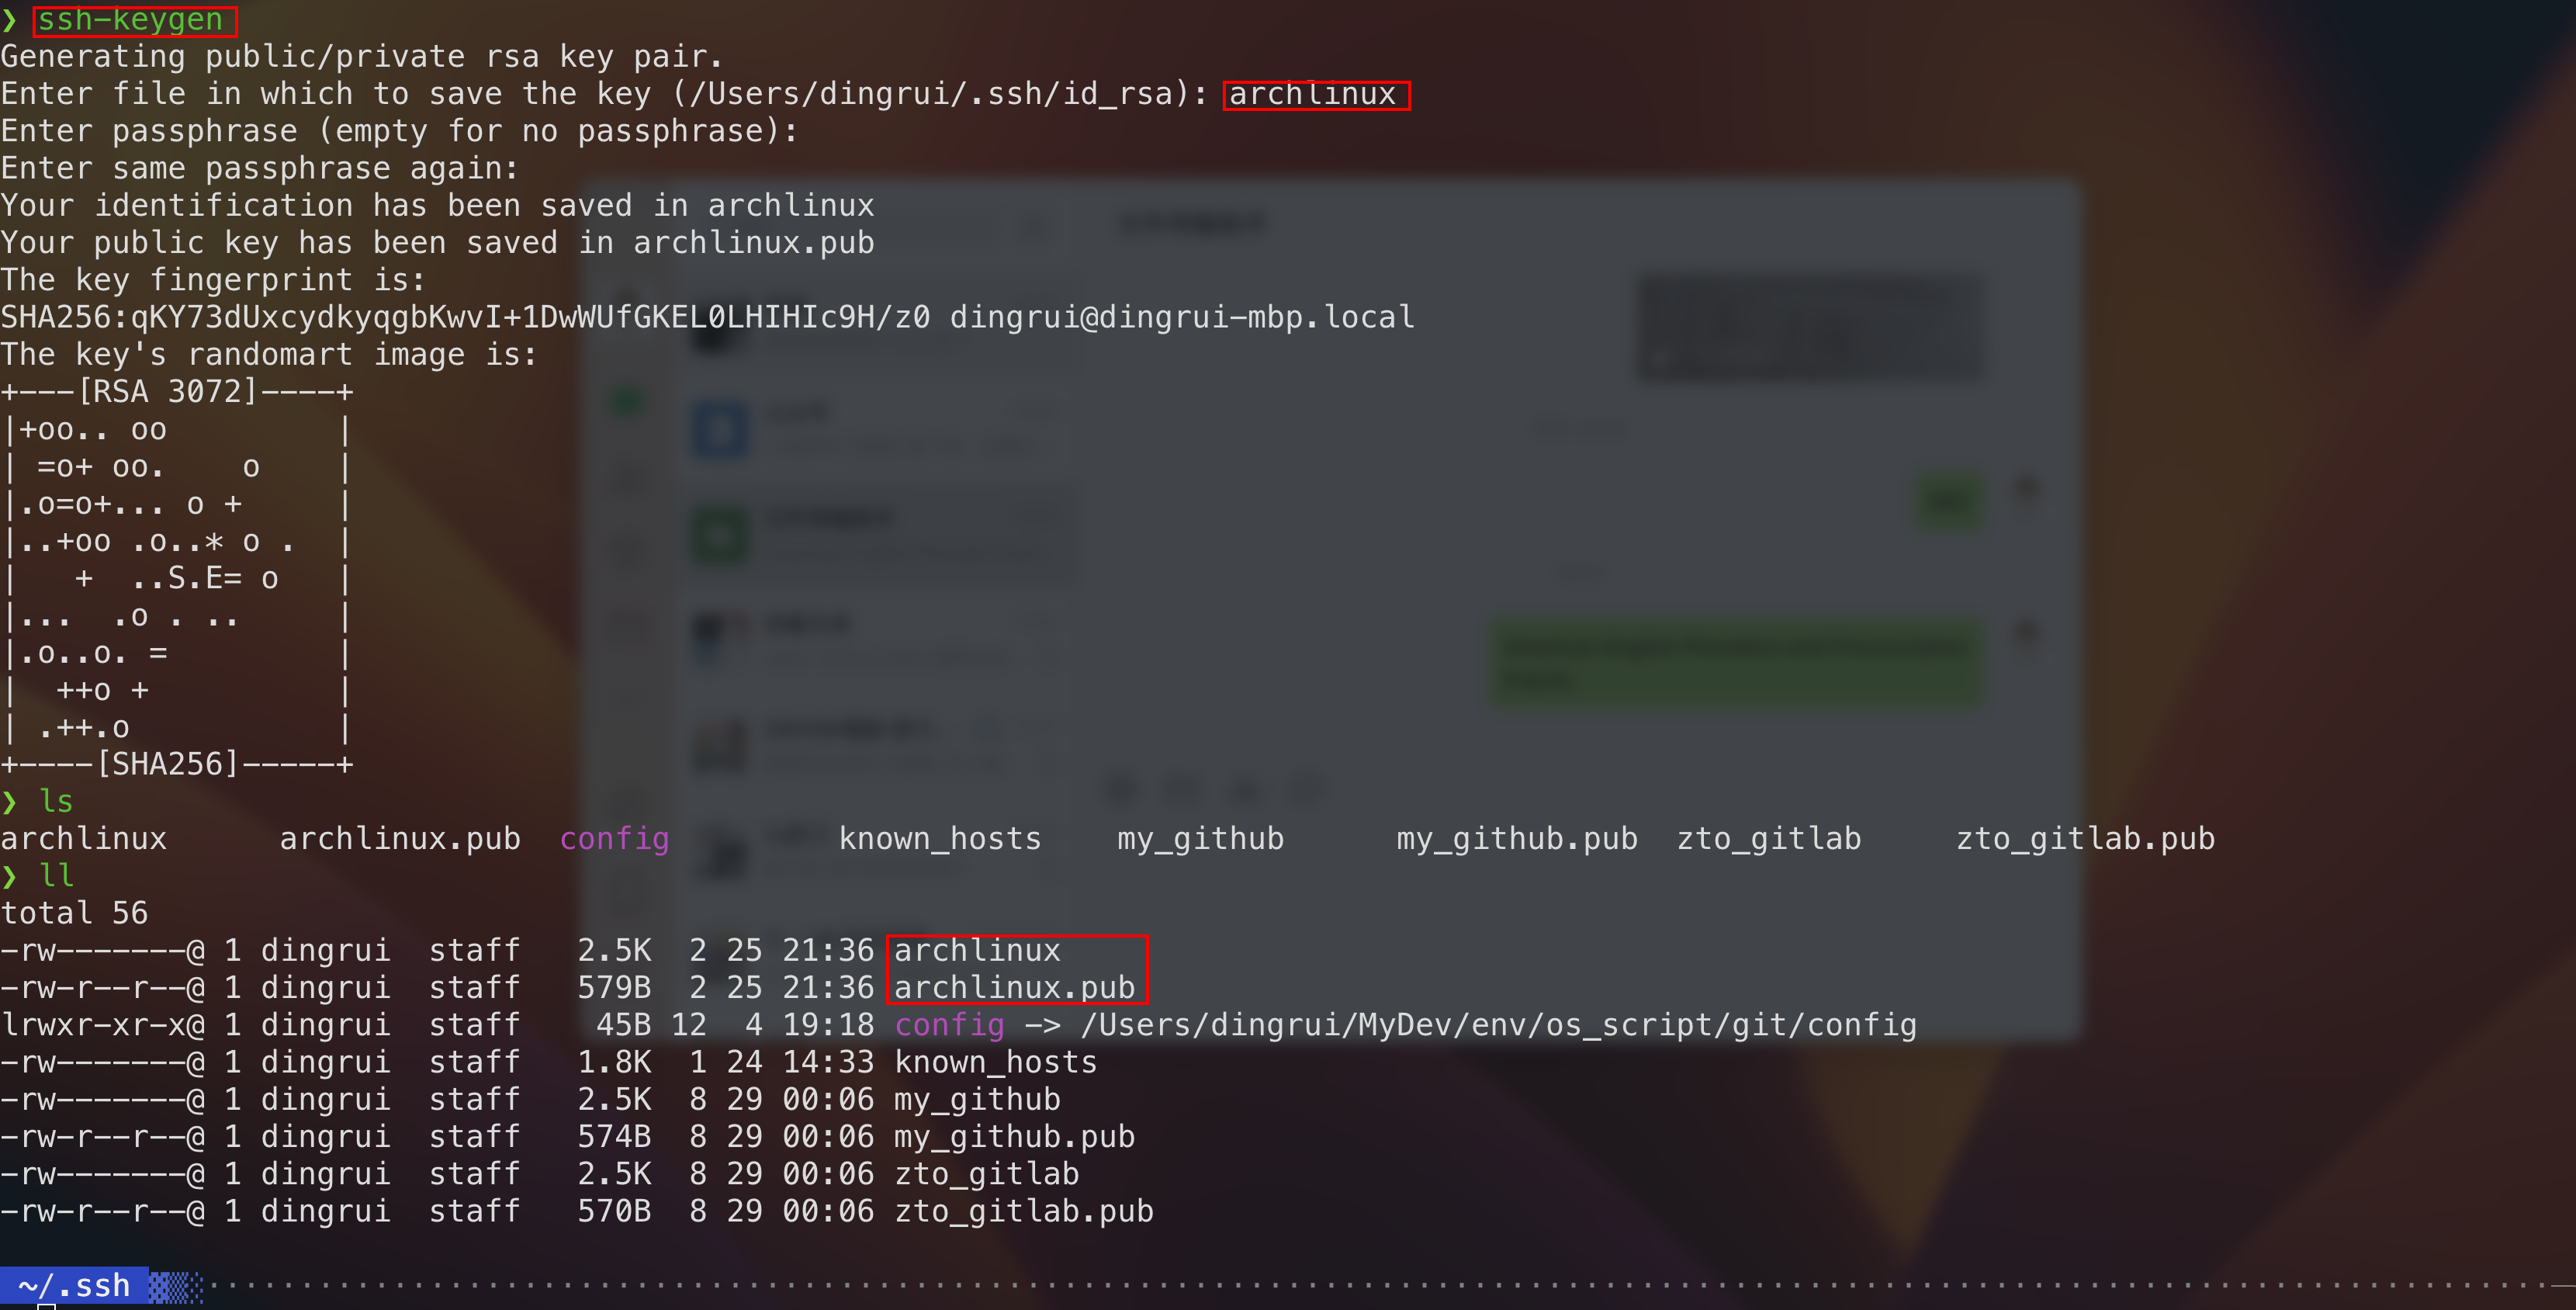 ❯ ssh-keygen
Generating public/private rsa key pair.
Enter file in which to save the key (/Users/dingrui/.ssh/id_rsa): archlinux
Enter passphrase (empty for no passphrase):
Enter same passphrase again:
Your identification has been saved in archlinux
Your public key has been saved in archlinux.pub
The key fingerprint is:
SHA256:qKY73dUxcydkyqgbKwvI+1DwWUfGKEL0LHIHIc9H/z0 dingrui@dingrui-mbp.local
The key's randomart image is:
+---[RSA 3072]----+
|+oo.. oo         |
| =o+ oo.    o    |
|.o=o+... o +     |
|..+oo .o..* o .  |
|   +  ..S.E= o   |
|...  .o . ..     |
|.o..o. =         |
|  ++o +          |
| .++.o           |
+----[SHA256]-----+
❯ ls
archlinux      archlinux.pub  config         known_hosts    my_github      my_github.pub  zto_gitlab     zto_gitlab.pub
❯ ll
total 56
-rw-------@ 1 dingrui  staff   2.5K  2 25 21:36 archlinux
-rw-r--r--@ 1 dingrui  staff   579B  2 25 21:36 archlinux.pub
lrwxr-xr-x@ 1 dingrui  staff    45B 12  4 19:18 config -> /Users/dingrui/MyDev/env/os_script/git/config
-rw-------@ 1 dingrui  staff   1.8K  1 24 14:33 known_hosts
-rw-------@ 1 dingrui  staff   2.5K  8 29 00:06 my_github
-rw-r--r--@ 1 dingrui  staff   574B  8 29 00:06 my_github.pub
-rw-------@ 1 dingrui  staff   2.5K  8 29 00:06 zto_gitlab
-rw-r--r--@ 1 dingrui  staff   570B  8 29 00:06 zto_gitlab.pub
~/.ssh